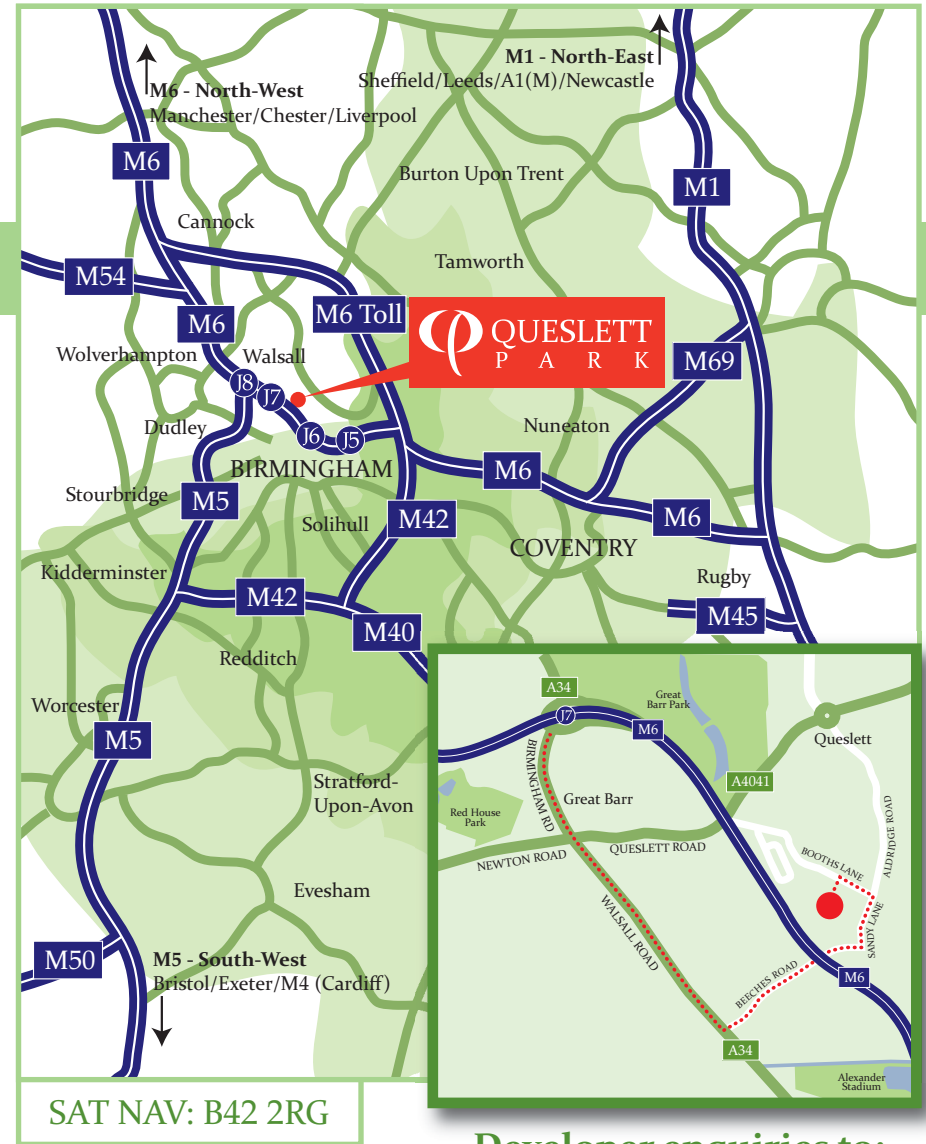 M6 - North-West
Manchester/Chester/Liverpool
M1 - North-East
Sheffield/Leeds/A1(M)/Newcastle
M6
Burton Upon Trent
M1
Cannock
Tamworth
M54
M6
M6 Toll
QUESLETT
PARK
Wolverhampton
Walsall
M69
J8
J7
Dudley
J6
J5
Nuneaton
BIRMINGHAM
M6
Stourbridge
M5
Solihull
M42
M6
COVENTRY
Kidderminster
Rugby
M42
M45
M40
Redditch
Worcester
M5
Stratford-
Upon-Avon
Evesham
M50
M5 - South-West
Bristol/Exeter/M4 (Cardiff)
A34
J7
Great
Barr Park
M6
Queslett
BIRMINGHAM RD
A4041
Great Barr
Red House
Park
ALDRIDGE ROAD
NEWTON ROAD
QUESLETT ROAD
BOOTHS LANE
WALSALL ROAD
SANDY LANE
BEECHES ROAD
M6
A34
Alexander
Stadium
SAT NAV: B42 2RG
Developer enquiries to: